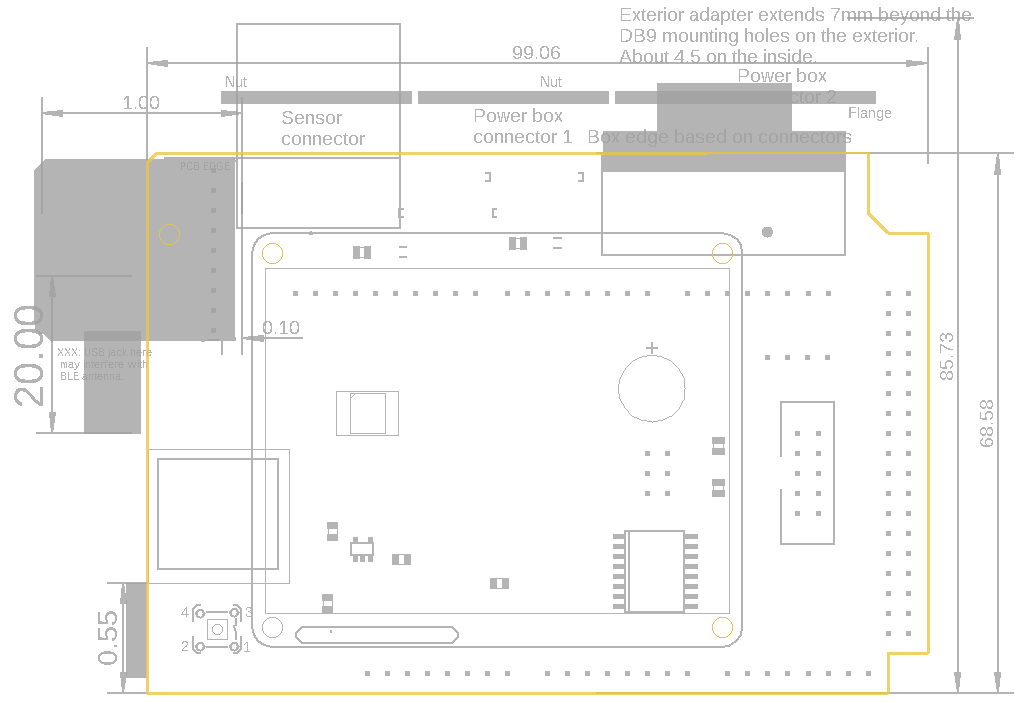 Exterior adapter extends 7mm beyond the
DB9 mounting holes on the exterior.
About 4.5 on the inside.
99.06
Power box
ctor 2
Nut
Nut
1.00
Flange
Sensor
connector
Power box
connector 1
Box edge based on connectors
PCB EDGE
0.10
20.00
XXX: USB jack here
may interfere with
BLE antenna.
+
85.73
68.58
0.55
4
3
2
1